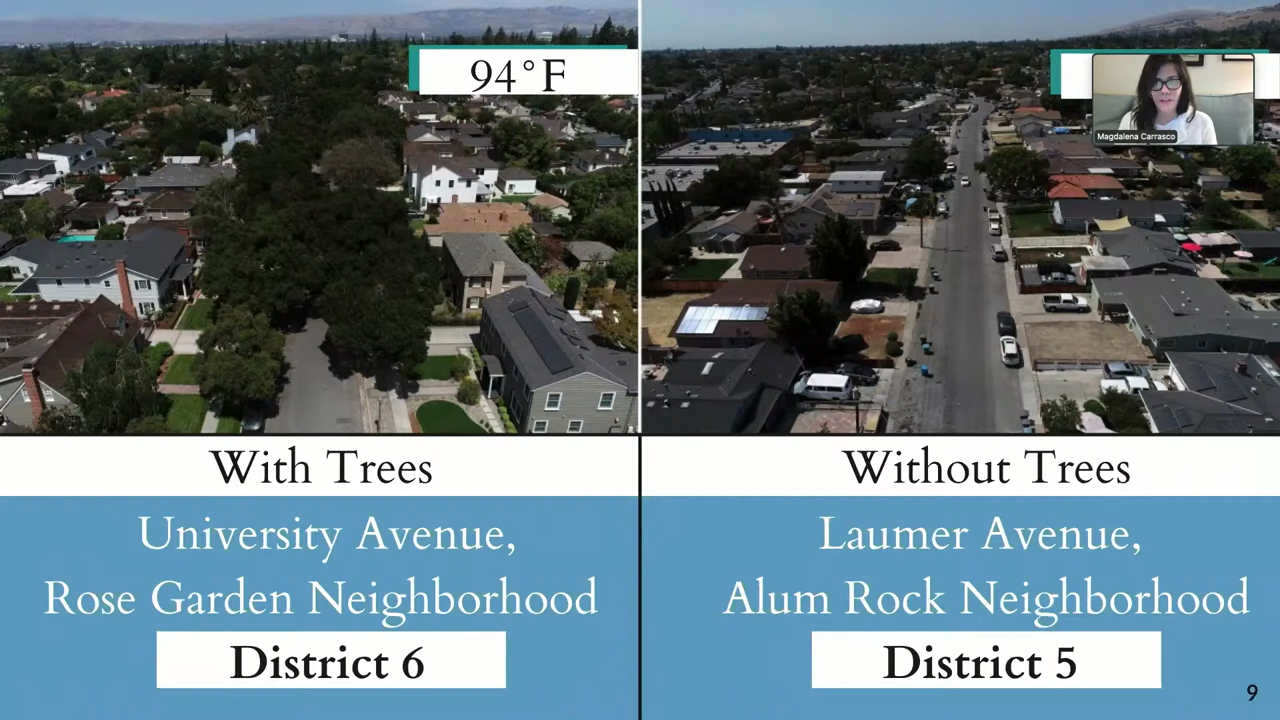 94°F
Magdalena Carrasco
With Trees
Without Trees
University Avenue,
Rose Garden Neighborhood
Laumer Avenue,
Alum Rock Neighborhood
District 6
District 5
9